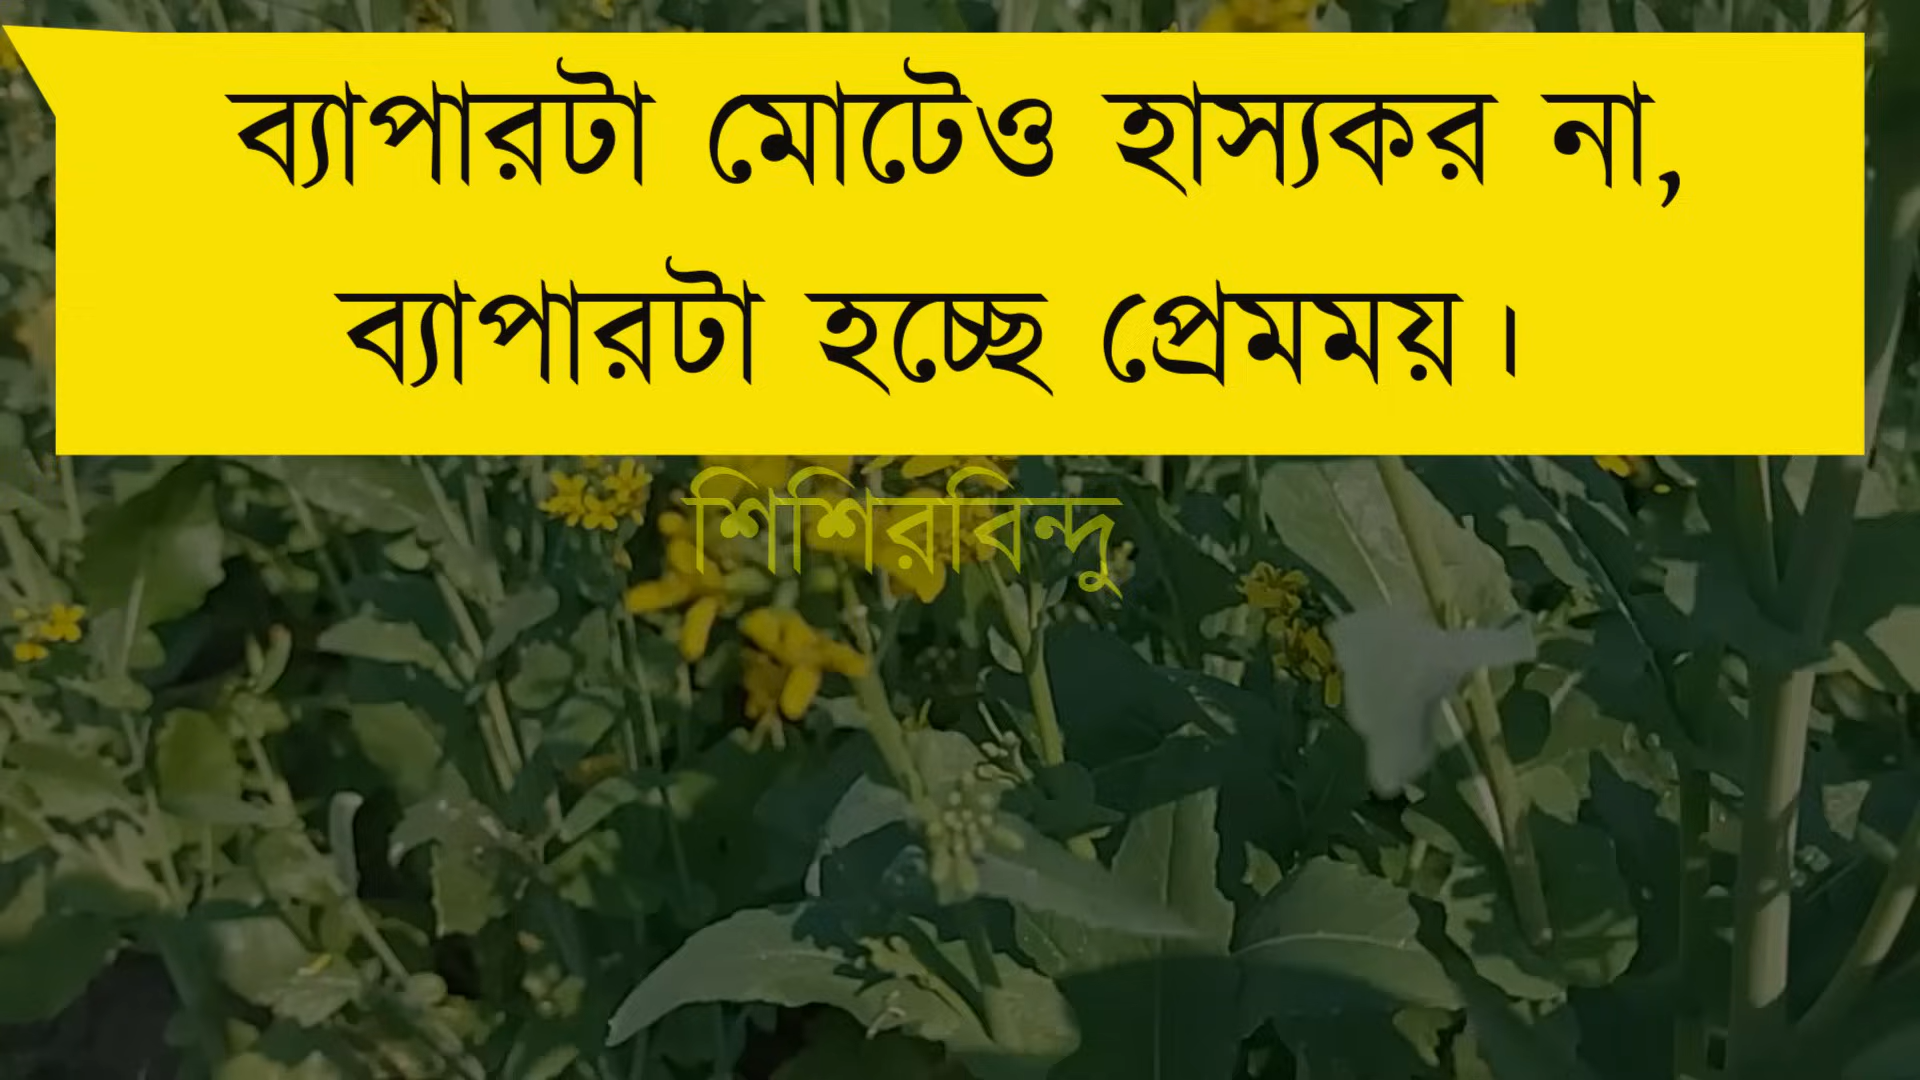 ব্যাপারটা মোটেও হাস্যকর না,
ব্যাপারটা হচ্ছে প্রেমময়।
শিশিরবিন্দু